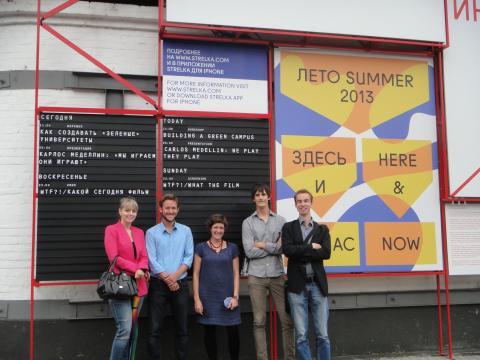 ПОДРОБНЕЕ
НА WWW.STRELKA.COM
И В ПРИЛОЖЕНИИ
STRELKA ДЛЯ IPHONE
FOR MORE INFORMATION VISIT
WWW.STRELKA.COM
OR DOWNLOAD STRELKA APP
FOR IPHONE
СЕГОДНЯ
КАК СОЗДАВАТЬ «ЗЕЛЕНЫЕ»
УНИВЕРСИТЕТЫ
КАРЛОС МЕДЕЛЛИН: «МЫ ИГРАЕМ,
ОНИ ИГРАЮТ»
ВОСКРЕСЕНЬЕ
WTF?!/КАКОЙ СЕГОДНЯ ФИЛЬМ
TODAY
BUILDING A GREEN CAMPUS
CARLOS MEDELLIN: WE PLAY
THEY PLAY
SUNDAY
WTF?!/WHAT THE FILM
ЛЕТО SUMMER
2013
ЗДЕСЬ HERE
И &
АС NOW
ИН